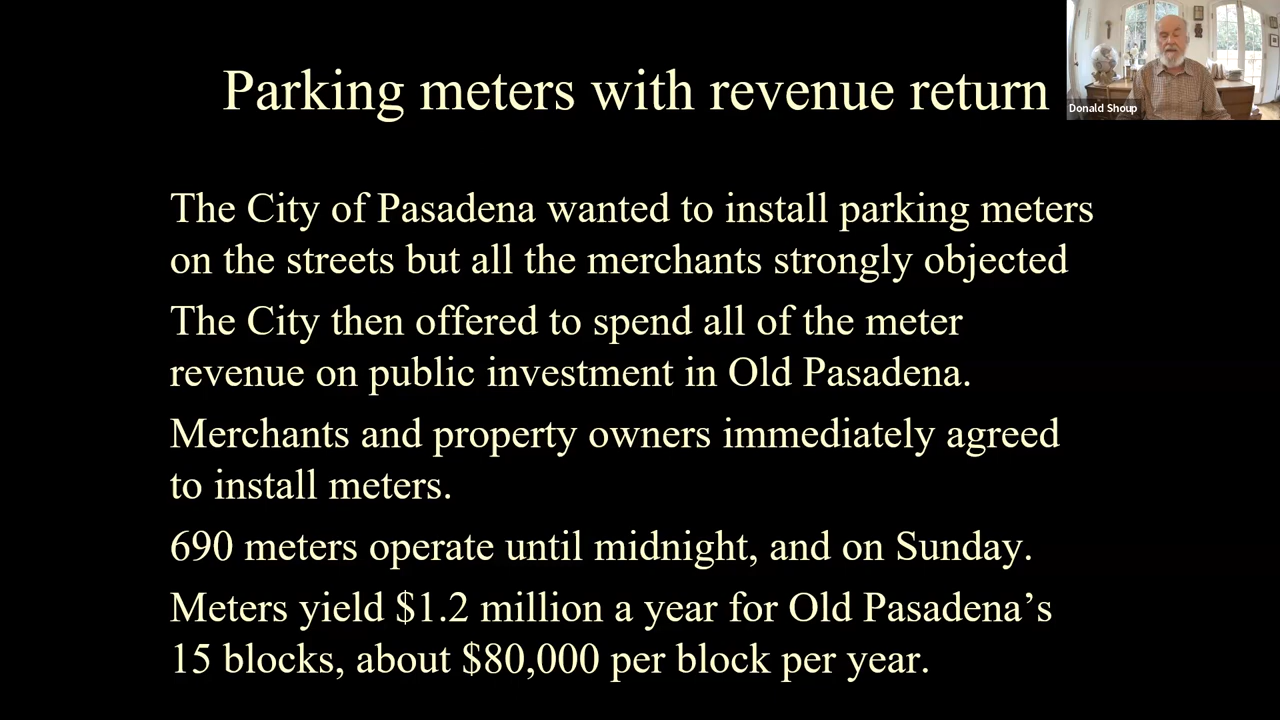 Parking meters with revenue return
Donald Shoup
The City of Pasadena wanted to install parking meters
on the streets but all the merchants strongly objected
The City then offered to spend all of the meter
revenue on public investment in Old Pasadena.
Merchants and property owners immediately agreed
to install meters.
690 meters operate until midnight, and on Sunday.
Meters yield $1.2 million a year for Old Pasadena’s
15 blocks, about $80,000 per block per year.